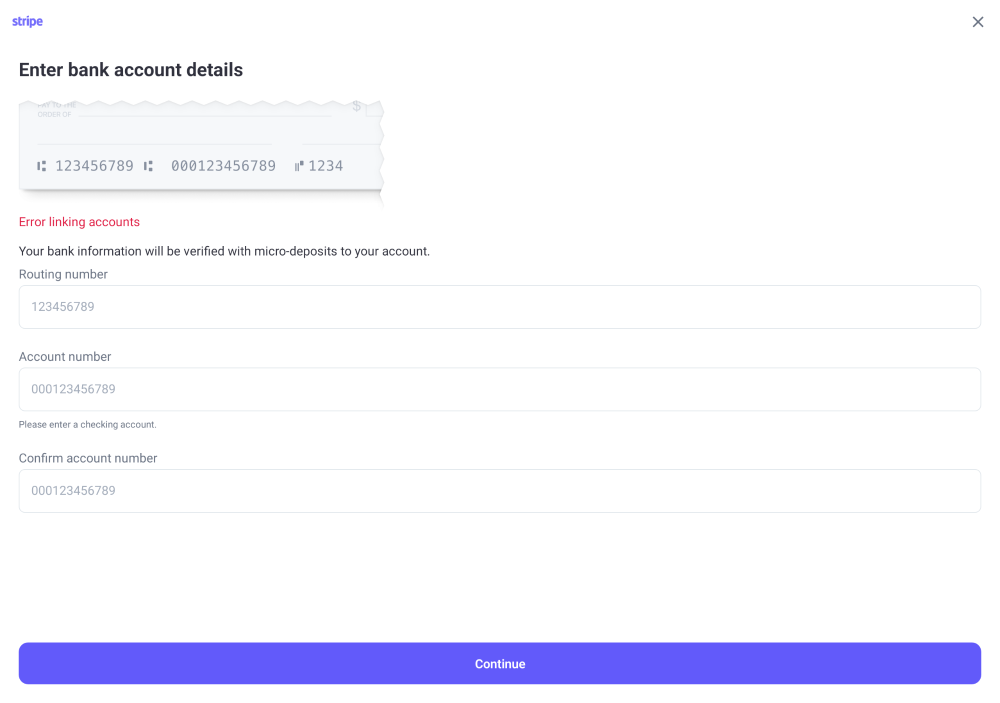 stripe
Enter bank account details
$
ORDER OF
123456789 000123456789 1234
Error linking accounts
Your bank information will be verified with micro-deposits to your account.
Routing number
123456789
Account number
000123456789
Please enter a checking account.
Confirm account number
000123456789
Continue